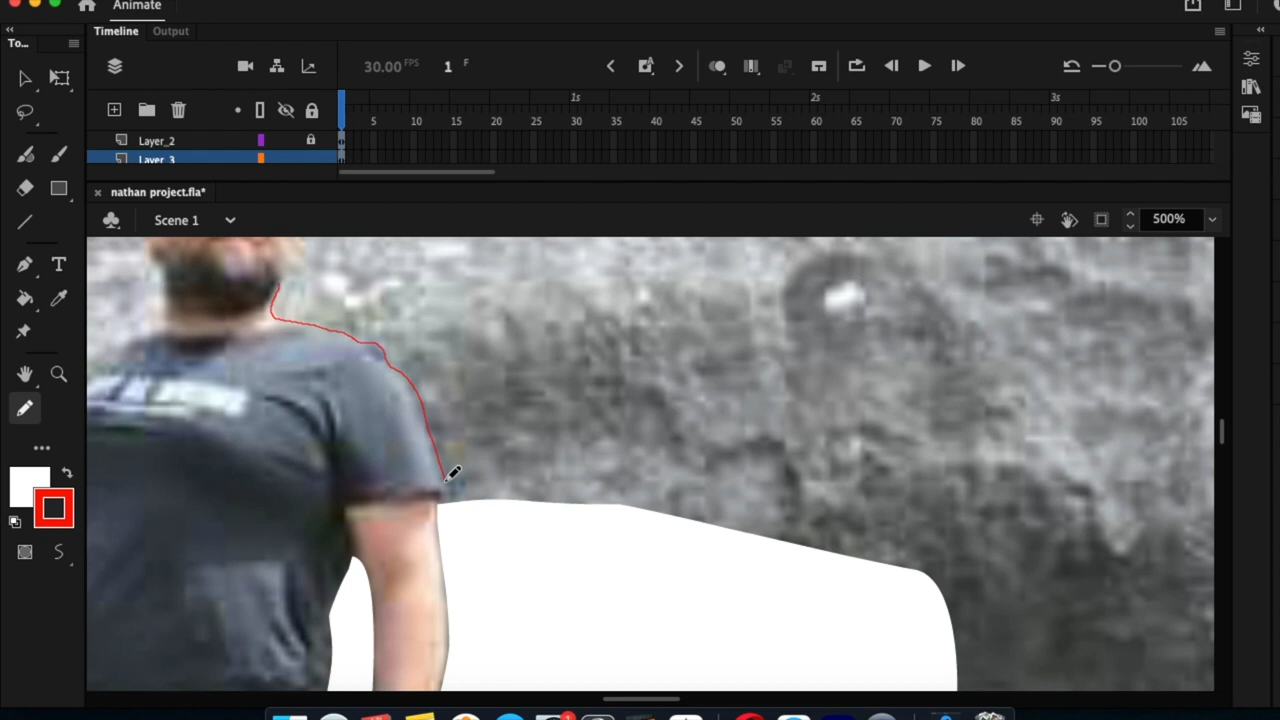 Animate
To...
Timeline Output
30.00 FPS 1 F
1s 2s 3s
5 10 15 20 25 30 35 40 45 50 55 60 65 70 75 80 85 90 95 100 105
Layer_2
Layer_3
nathan project.fla*
Scene 1
500%